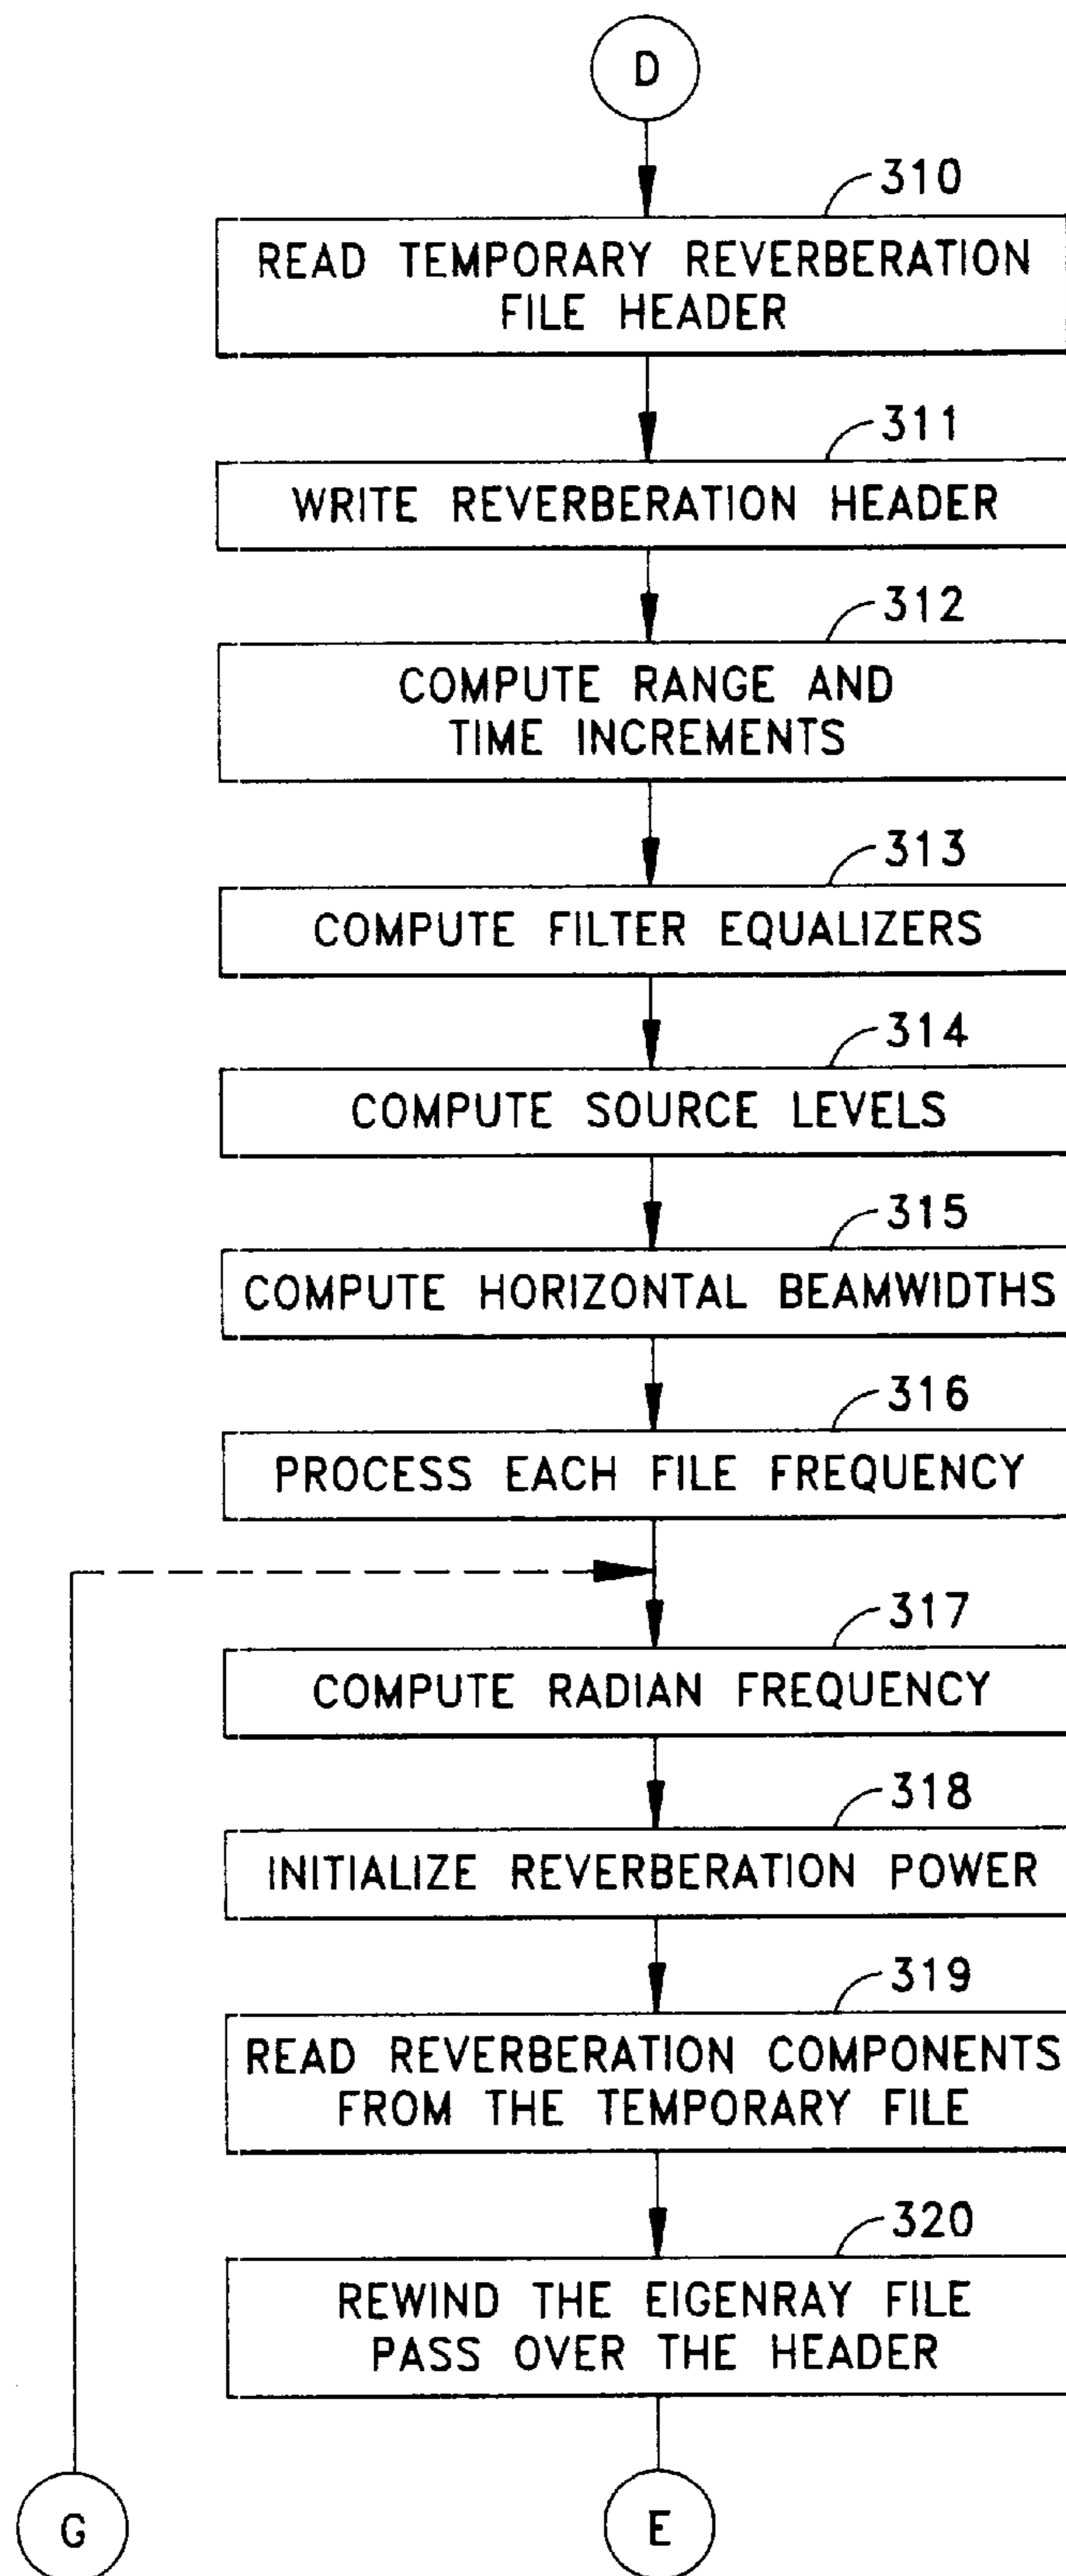 D
310
READ TEMPORARY REVERBERATION
FILE HEADER
311
WRITE REVERBERATION HEADER
312
COMPUTE RANGE AND
TIME INCREMENTS
313
COMPUTE FILTER EQUALIZERS
314
COMPUTE SOURCE LEVELS
315
COMPUTE HORIZONTAL BEAMWIDTHS
316
PROCESS EACH FILE FREQUENCY
317
COMPUTE RADIAN FREQUENCY
318
INITIALIZE REVERBERATION POWER
319
READ REVERBERATION COMPONENTS
FROM THE TEMPORARY FILE
320
REWIND THE EIGENRAY FILE
PASS OVER THE HEADER
G
E